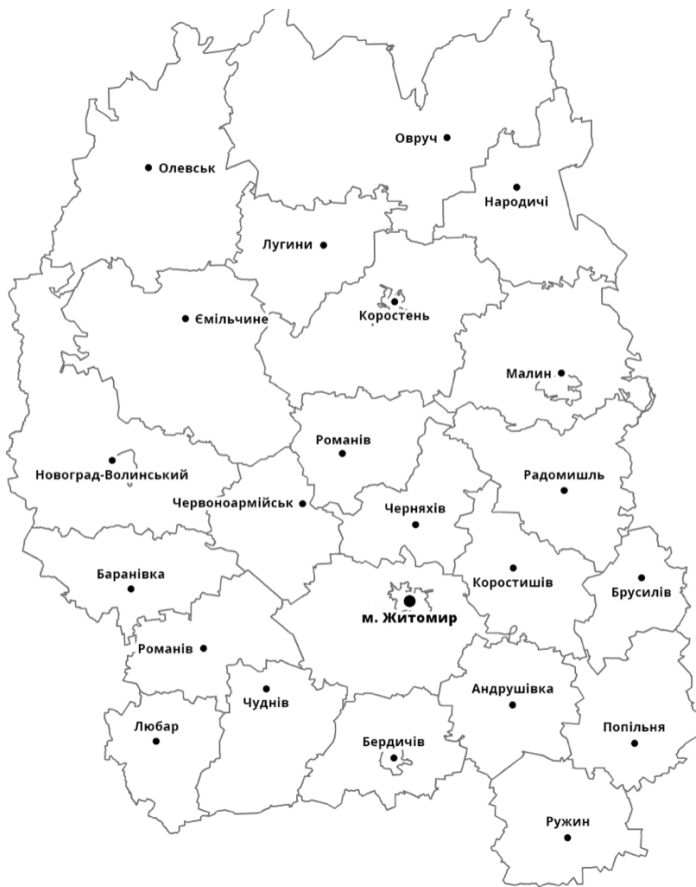 Овруч
Олевськ
Народичі
Лугини
Ємільчине
Коростень
Малин
Романів
Новоград-Волинський
Радомишль
Червоноармійськ
Черняхів
Баранівка
Коростишів
Брусилів
м. Житомир
Романів
Андрушівка
Чуднів
Любар
Попільня
Бердичів
Ружин